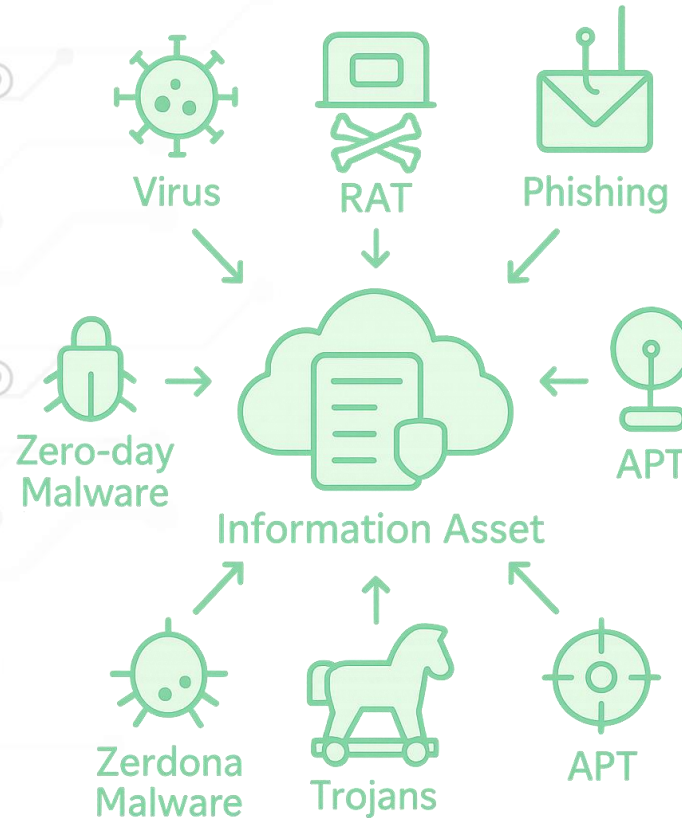 Virus
RAT
Phishing
Zero-day
Malware
APT
Information Asset
Zerdona
Malware
Trojans
APT